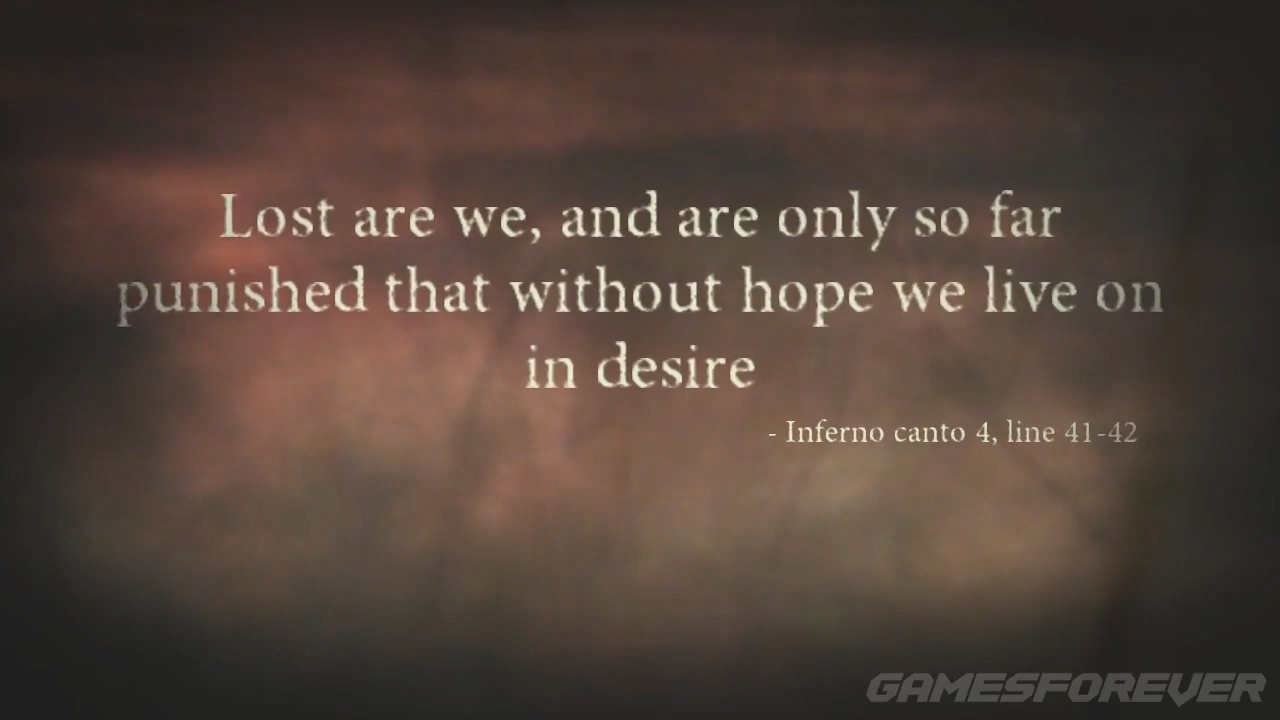 Lost are we, and are only so far
punished that without hope we live on
in desire
- Inferno canto 4, line 41-42
GAMESFOREVER